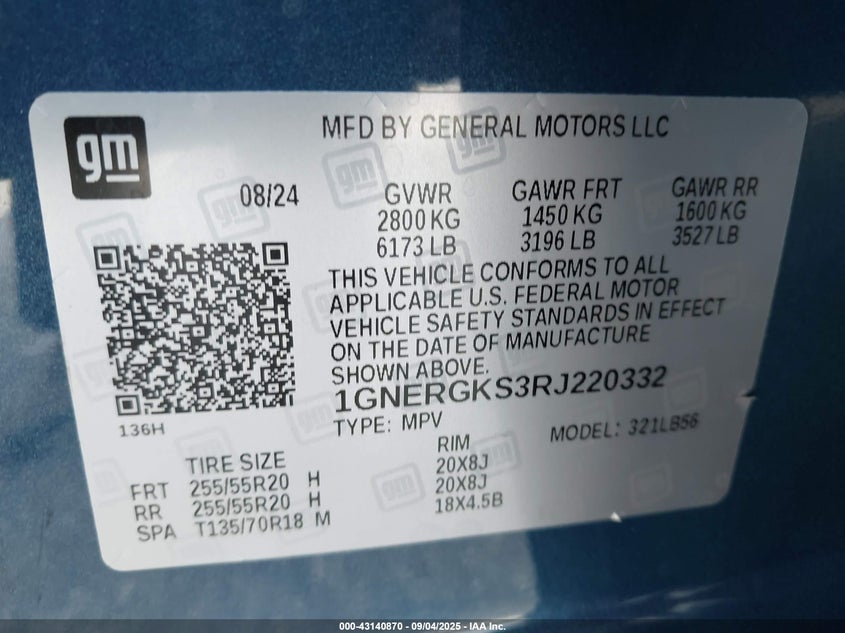 gm
MFD BY GENERAL MOTORS LLC
08/24
GVWR
2800 KG
6173 LB
GAWR FRT
1450 KG
3196 LB
GAWR RR
1600 KG
3527 LB
THIS VEHICLE CONFORMS TO ALL
APPLICABLE U.S. FEDERAL MOTOR
VEHICLE SAFETY STANDARDS IN EFFECT
ON THE DATE OF MANUFACTURE
SHOWN ABOVE.
1GNERGKS3RJ220332
136H
TYPE: MPV
MODEL: 321LB56
TIRE SIZE RIM
FRT 255/55R20 H 20X8J
RR 255/55R20 H 20X8J
SPA T135/70R18 M 18X4.5B
000-43140870 - 09/04/2025 - IAA Inc.